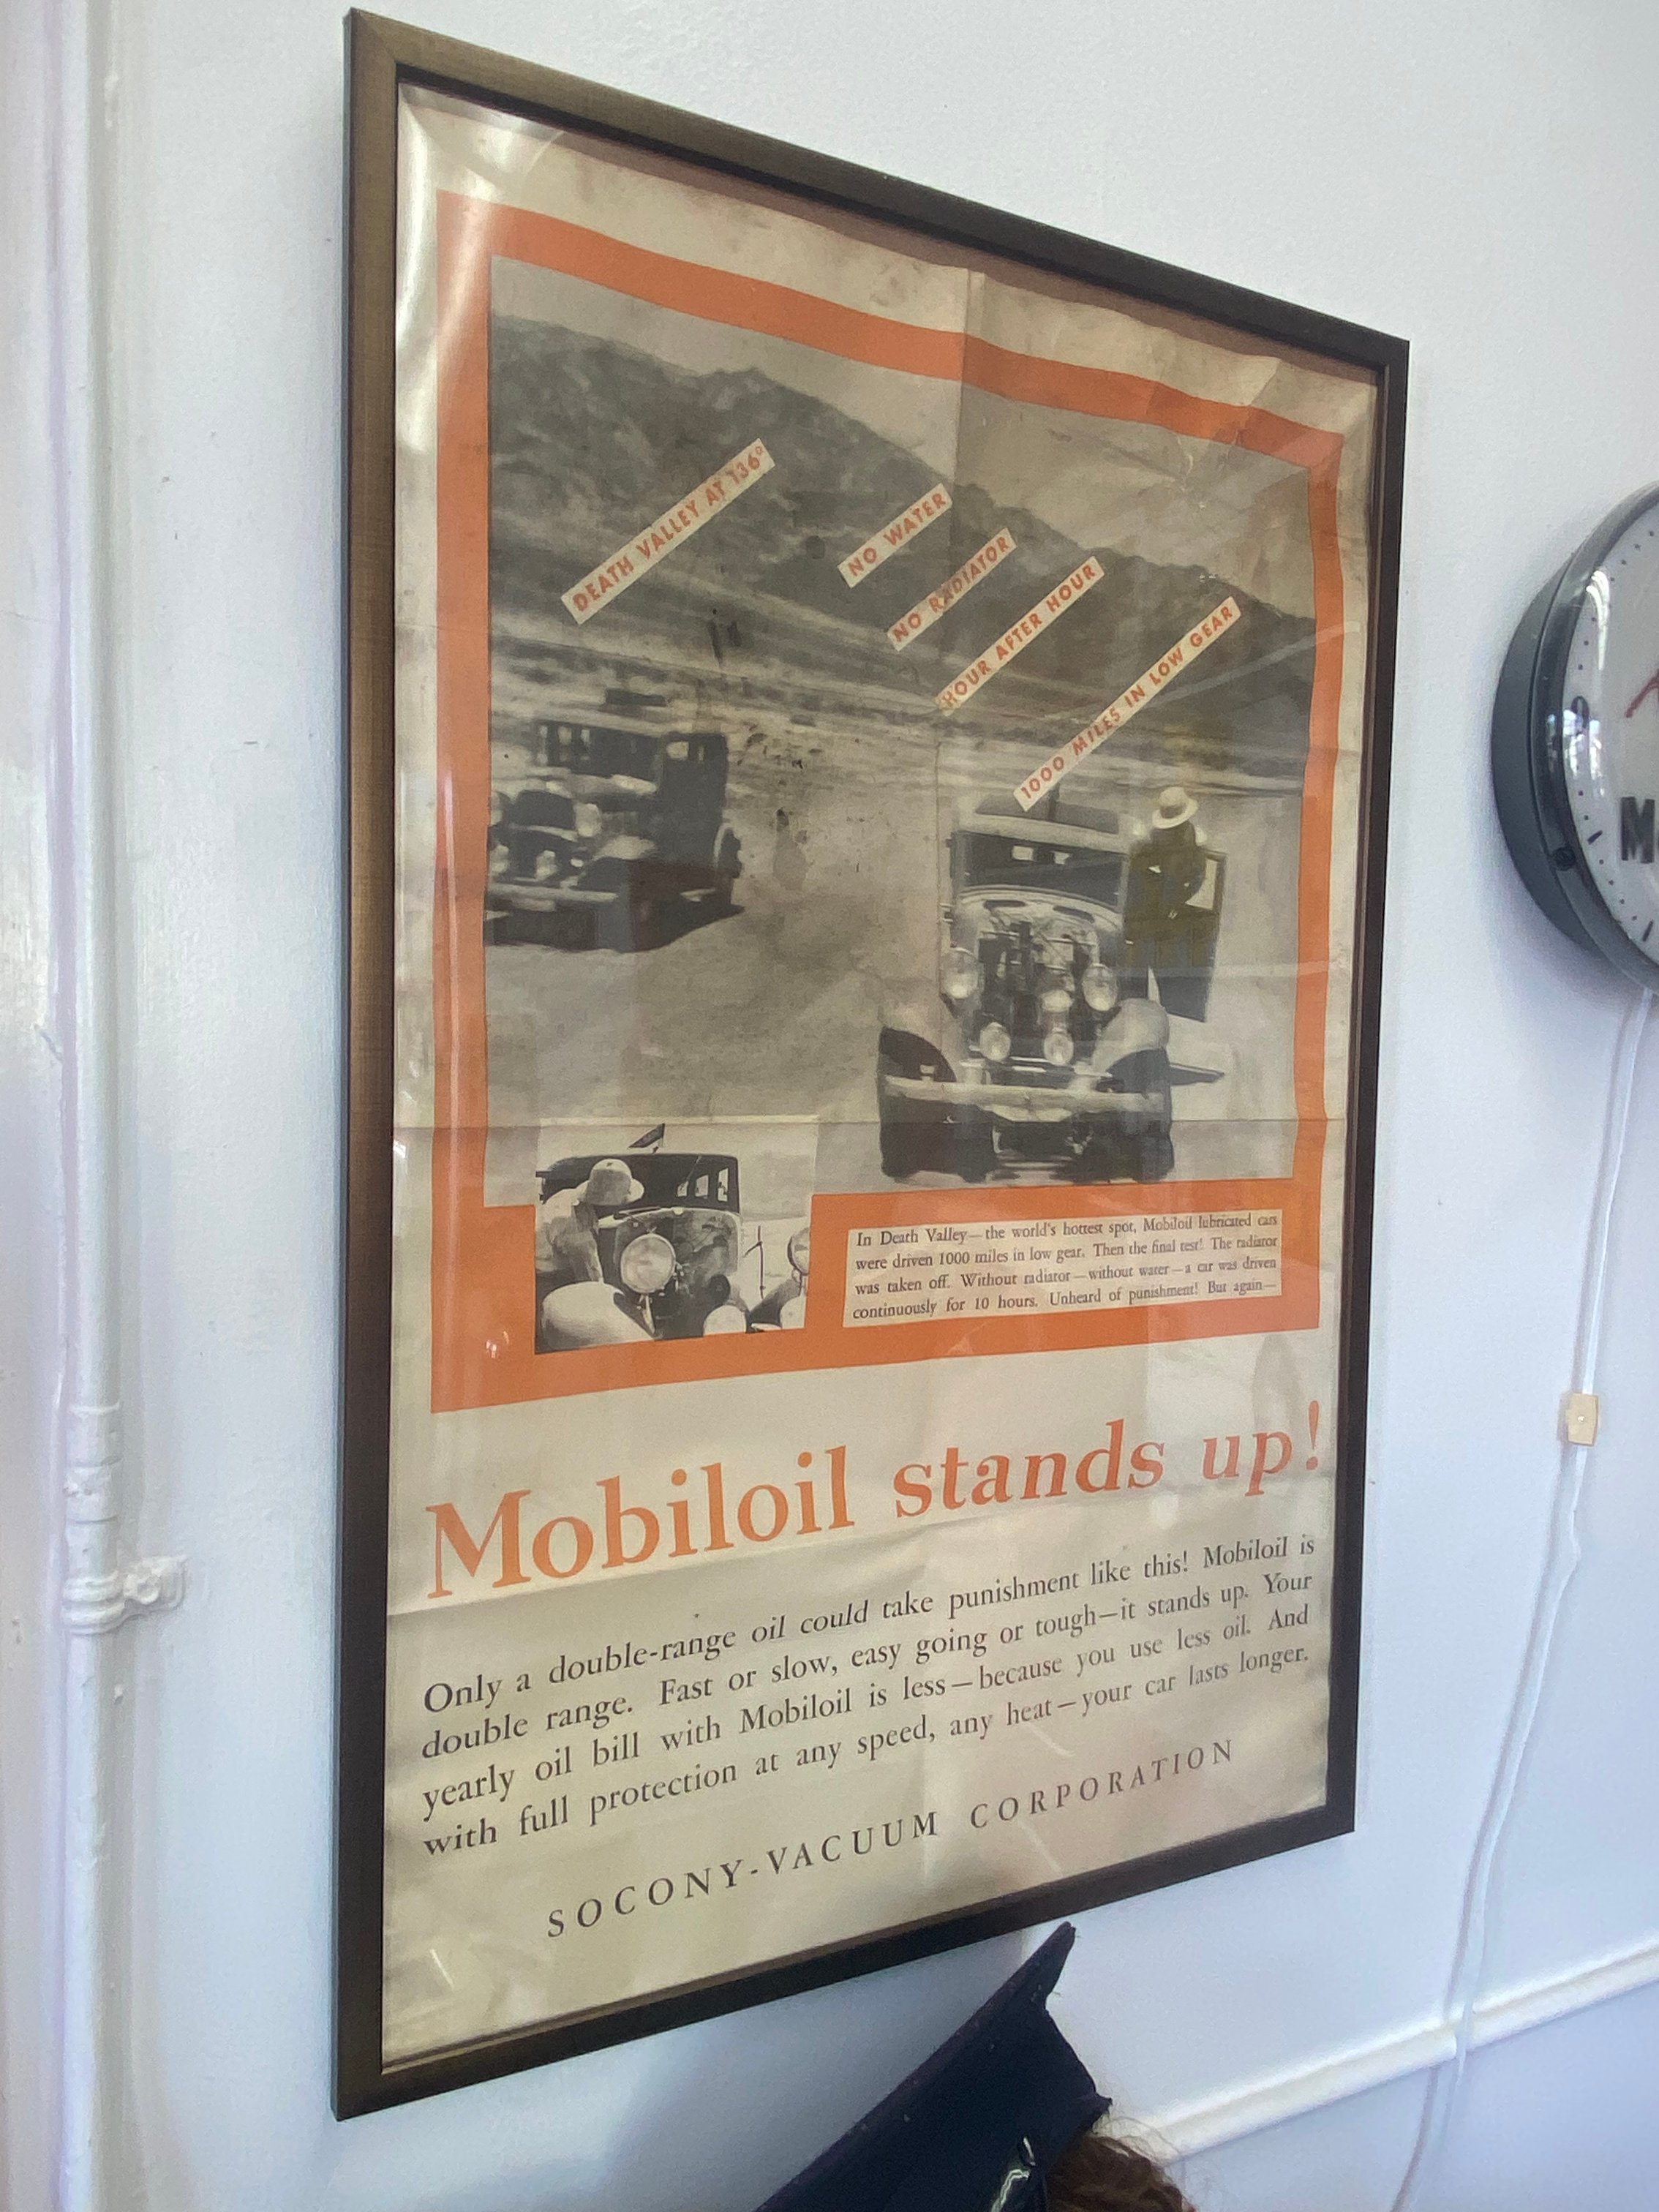 DEATH VALLEY AT 136°
NO WATER
NO RADIATOR
HOUR AFTER HOUR
1000 MILES IN LOW GEAR
In Death Valley—the world's hottest spot, Mobiloil lubricated cars
were driven 1000 miles in low gear. Then the final test! The radiator
was taken off. Without radiator—without water—a car was driven
continuously for 10 hours. Unheard of punishment! But again—
Mobiloil stands up!
Only a double-range oil could take punishment like this! Mobiloil is
double range. Fast or slow, easy going or tough—it stands up. Your
yearly oil bill with Mobiloil is less—because you use less oil. And
with full protection at any speed, any heat—your car lasts longer.
SOCONY-VACUUM CORPORATION
9